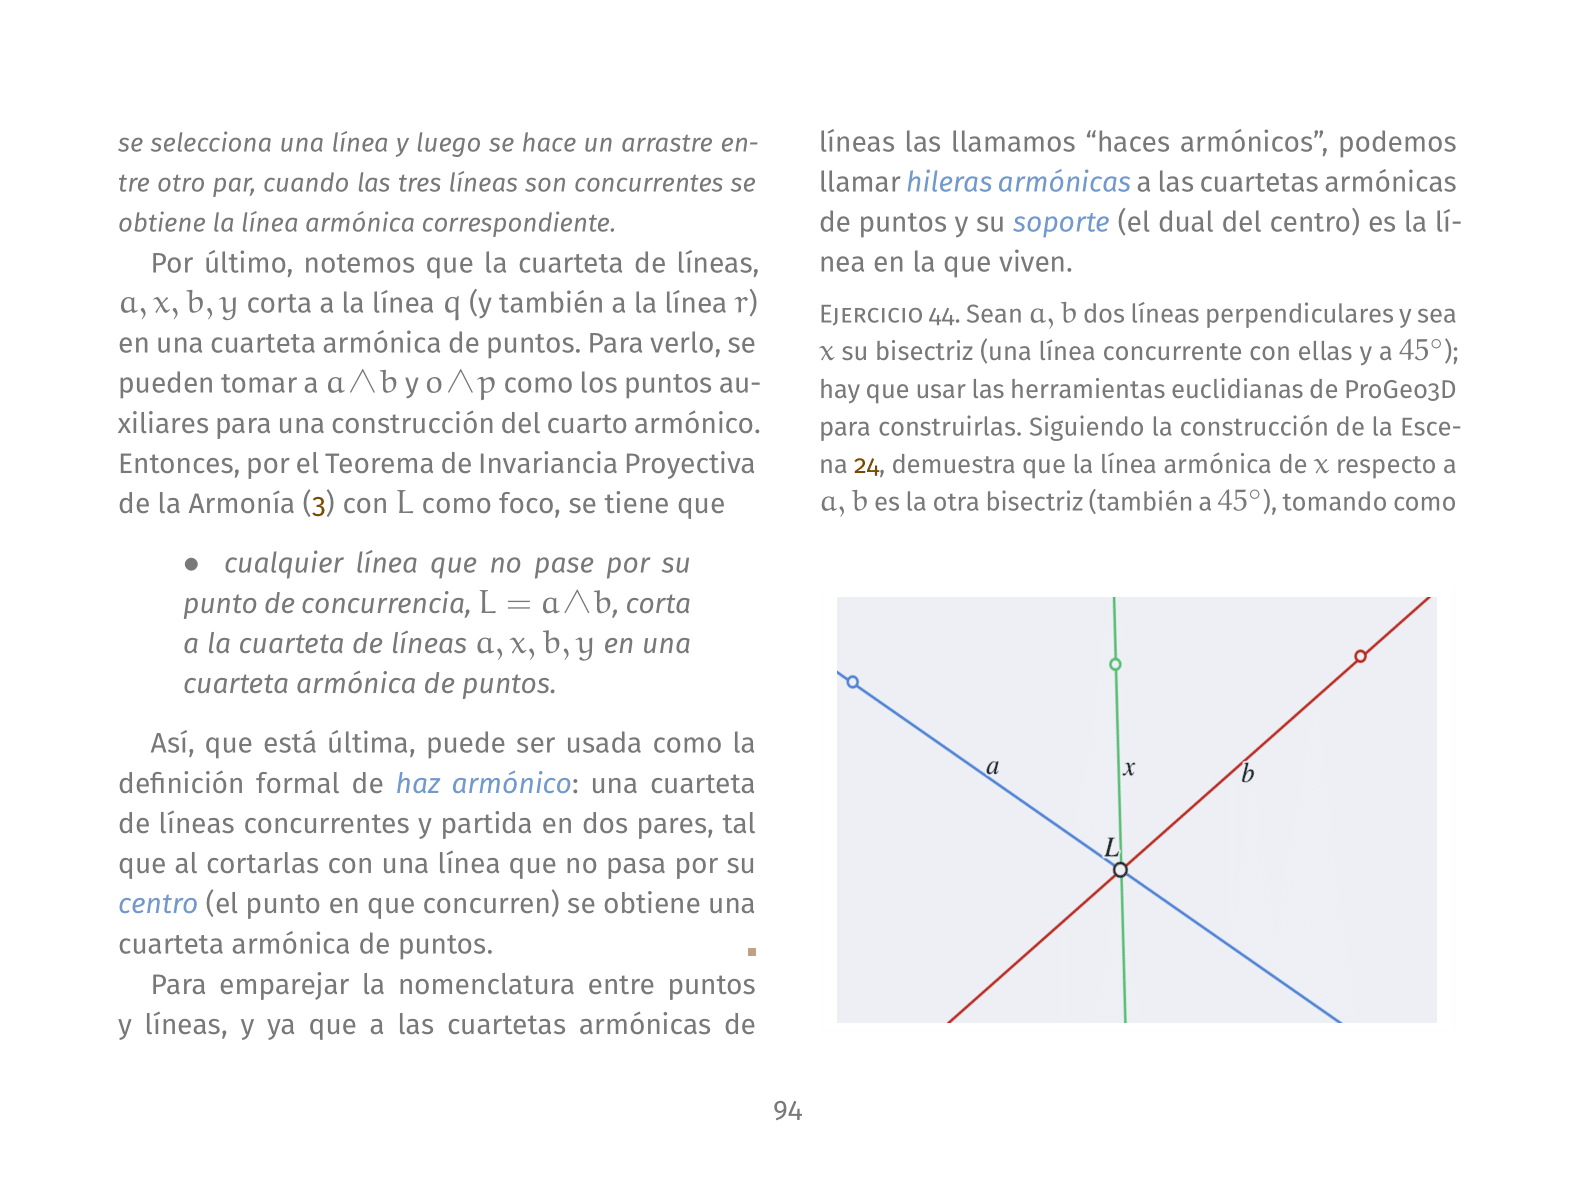 se selecciona una línea y luego se hace un arrastre en-
tre otro par, cuando las tres líneas son concurrentes se
obtiene la línea armónica correspondiente.
Por último, notemos que la cuarteta de líneas,
a, x, b, y corta a la línea q (y también a la línea r)
en una cuarteta armónica de puntos. Para verlo, se
pueden tomar a a∧b y o∧p como los puntos au-
xiliares para una construcción del cuarto armónico.
Entonces, por el Teorema de Invariancia Proyectiva
de la Armonía (3) con L como foco, se tiene que
● cualquier línea que no pase por su
punto de concurrencia, L = a∧b, corta
a la cuarteta de líneas a, x, b, y en una
cuarteta armónica de puntos.
Así, que está última, puede ser usada como la
definición formal de haz armónico: una cuarteta
de líneas concurrentes y partida en dos pares, tal
que al cortarlas con una línea que no pasa por su
centro (el punto en que concurren) se obtiene una
cuarteta armónica de puntos.
Para emparejar la nomenclatura entre puntos
y líneas, y ya que a las cuartetas armónicas de
líneas las llamamos “haces armónicos”, podemos
llamar hileras armónicas a las cuartetas armónicas
de puntos y su soporte (el dual del centro) es la lí-
nea en la que viven.
Ejercicio 44. Sean a, b dos líneas perpendiculares y sea
x su bisectriz (una línea concurrente con ellas y a 45°);
hay que usar las herramientas euclidianas de ProGeo3D
para construirlas. Siguiendo la construcción de la Esce-
na 24, demuestra que la línea armónica de x respecto a
a, b es la otra bisectriz (también a 45°), tomando como
a
x
b
L
94